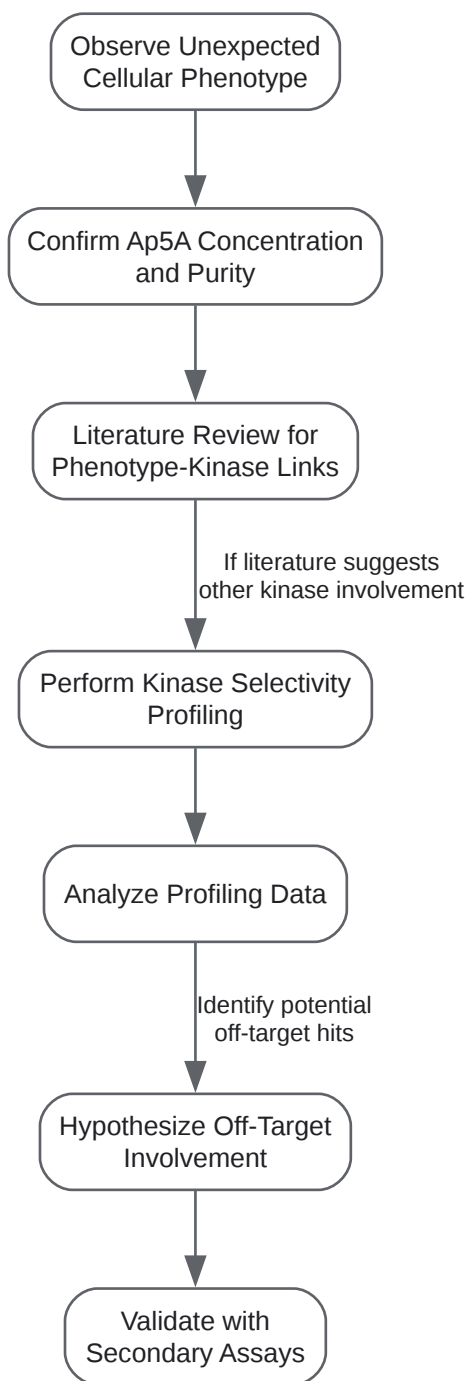 Observe Unexpected
Cellular Phenotype
Confirm Ap5A Concentration
and Purity
Literature Review for
Phenotype-Kinase Links
If literature suggests
other kinase involvement
Perform Kinase Selectivity
Profiling
Analyze Profiling Data
Identify potential
off-target hits
Hypothesize Off-Target
Involvement
Validate with
Secondary Assays